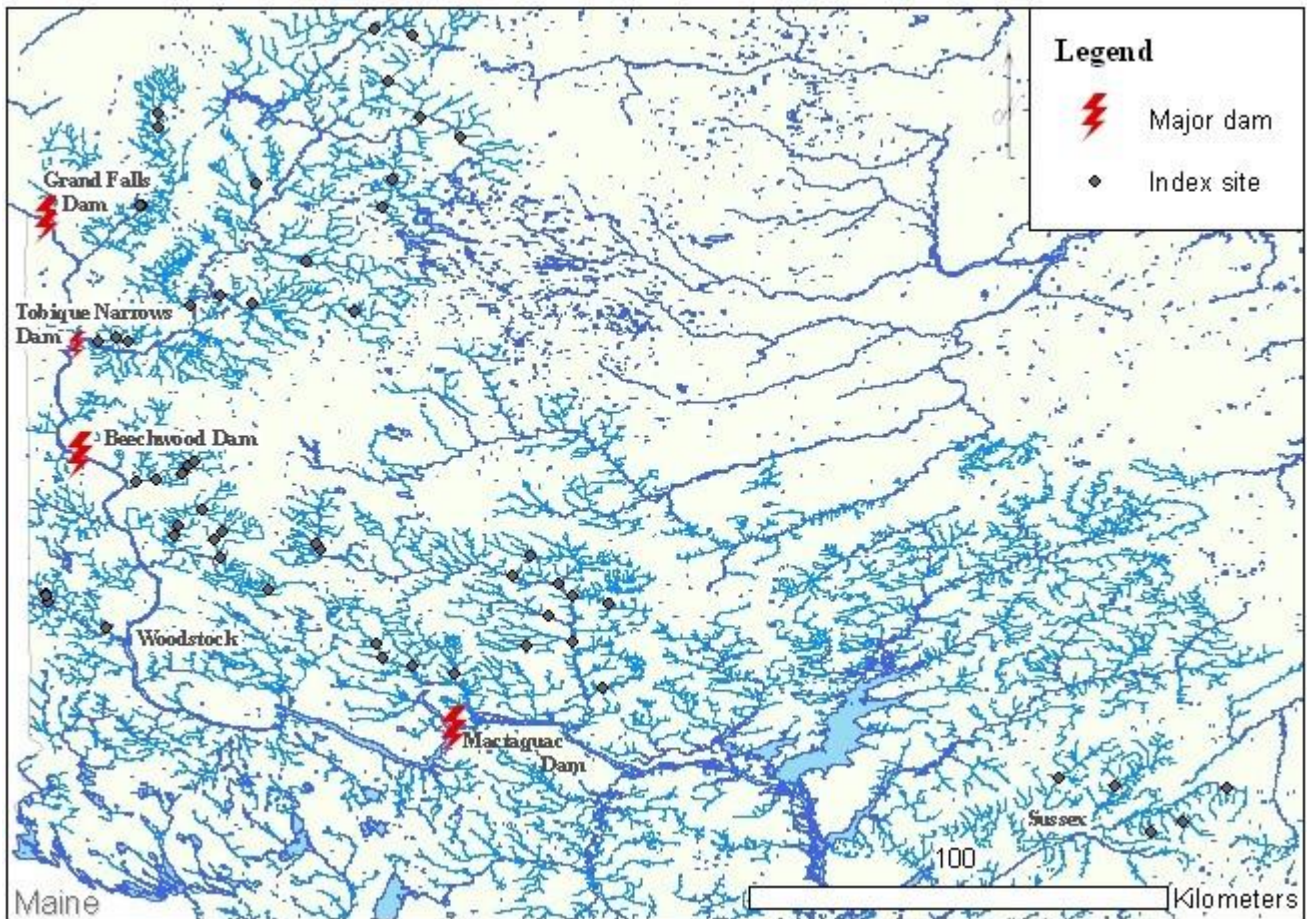 Legend
Major dam
Index site
Grand Falls
Dam
Tobique Narrows
Dam
Beechwood Dam
Woodstock
Mactaquac
Dam
Sussex
100
Kilometers
Maine